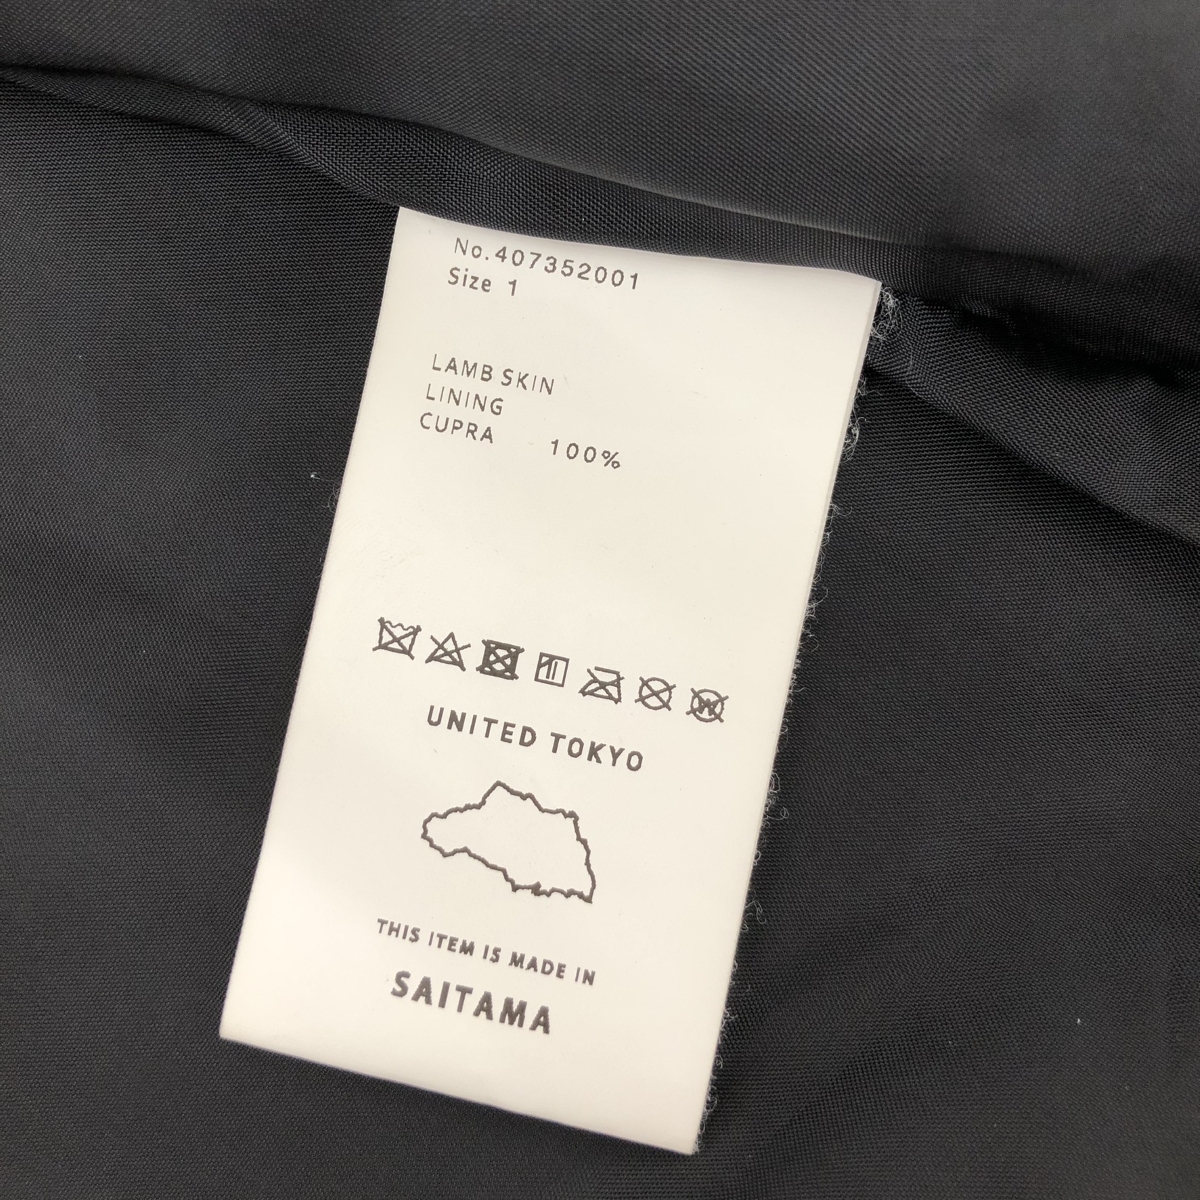 No.407352001
Size 1
LAMB SKIN
LINING
CUPRA 100%
W
UNITED TOKYO
THIS ITEM IS MADE IN
SAITAMA